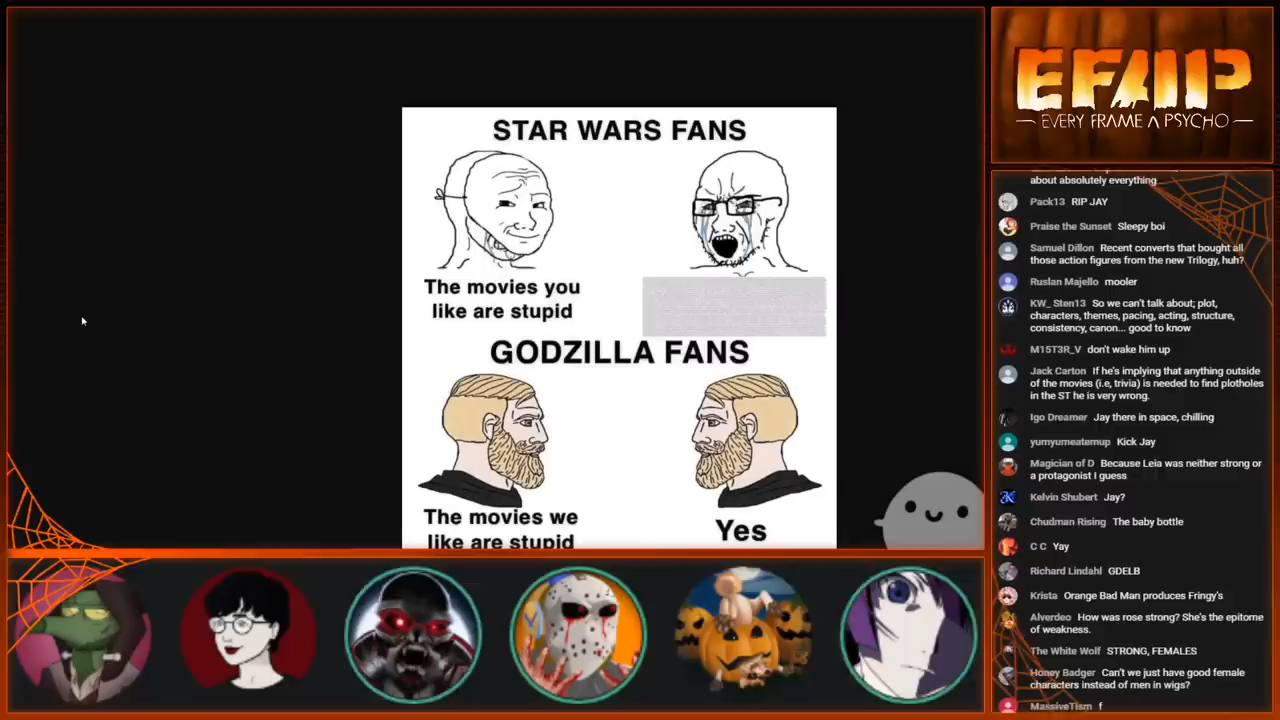 STAR WARS FANS
The movies you
like are stupid
GODZILLA FANS
The movies we
like are stupid
Yes
EFAP
EVERY FRAME A PSYCHO
about absolutely everything
Pack13 RIP JAY
Praise the Sunset Sleepy boi
Samuel Dillon Recent converts that bought all
those action figures from the new Trilogy, huh?
Ruslan Majello mooler
KW_Sten13 So we can't talk about; plot,
characters, themes, pacing, acting, structure,
consistency, canon... good to know
M15T3R_V don't wake him up
Jack Carton If he's implying that anything outside
of the movies (i.e, trivia) is needed to find plotholes
in the ST he is very wrong.
Igo Dreamer Jay there in space, chilling
yumyumeatemup Kick Jay
Magician of D Because Leia was neither strong or
a protagonist I guess
Kelvin Shubert Jay?
Chudman Rising The baby bottle
C C Yay
Richard Lindahl GDELB
Krista Orange Bad Man produces Fringy's
Alverdeo How was rose strong? She's the epitome
of weakness.
The White Wolf STRONG, FEMALES
Honey Badger Can't we just have good female
characters instead of men in wigs?
MassiveTism f